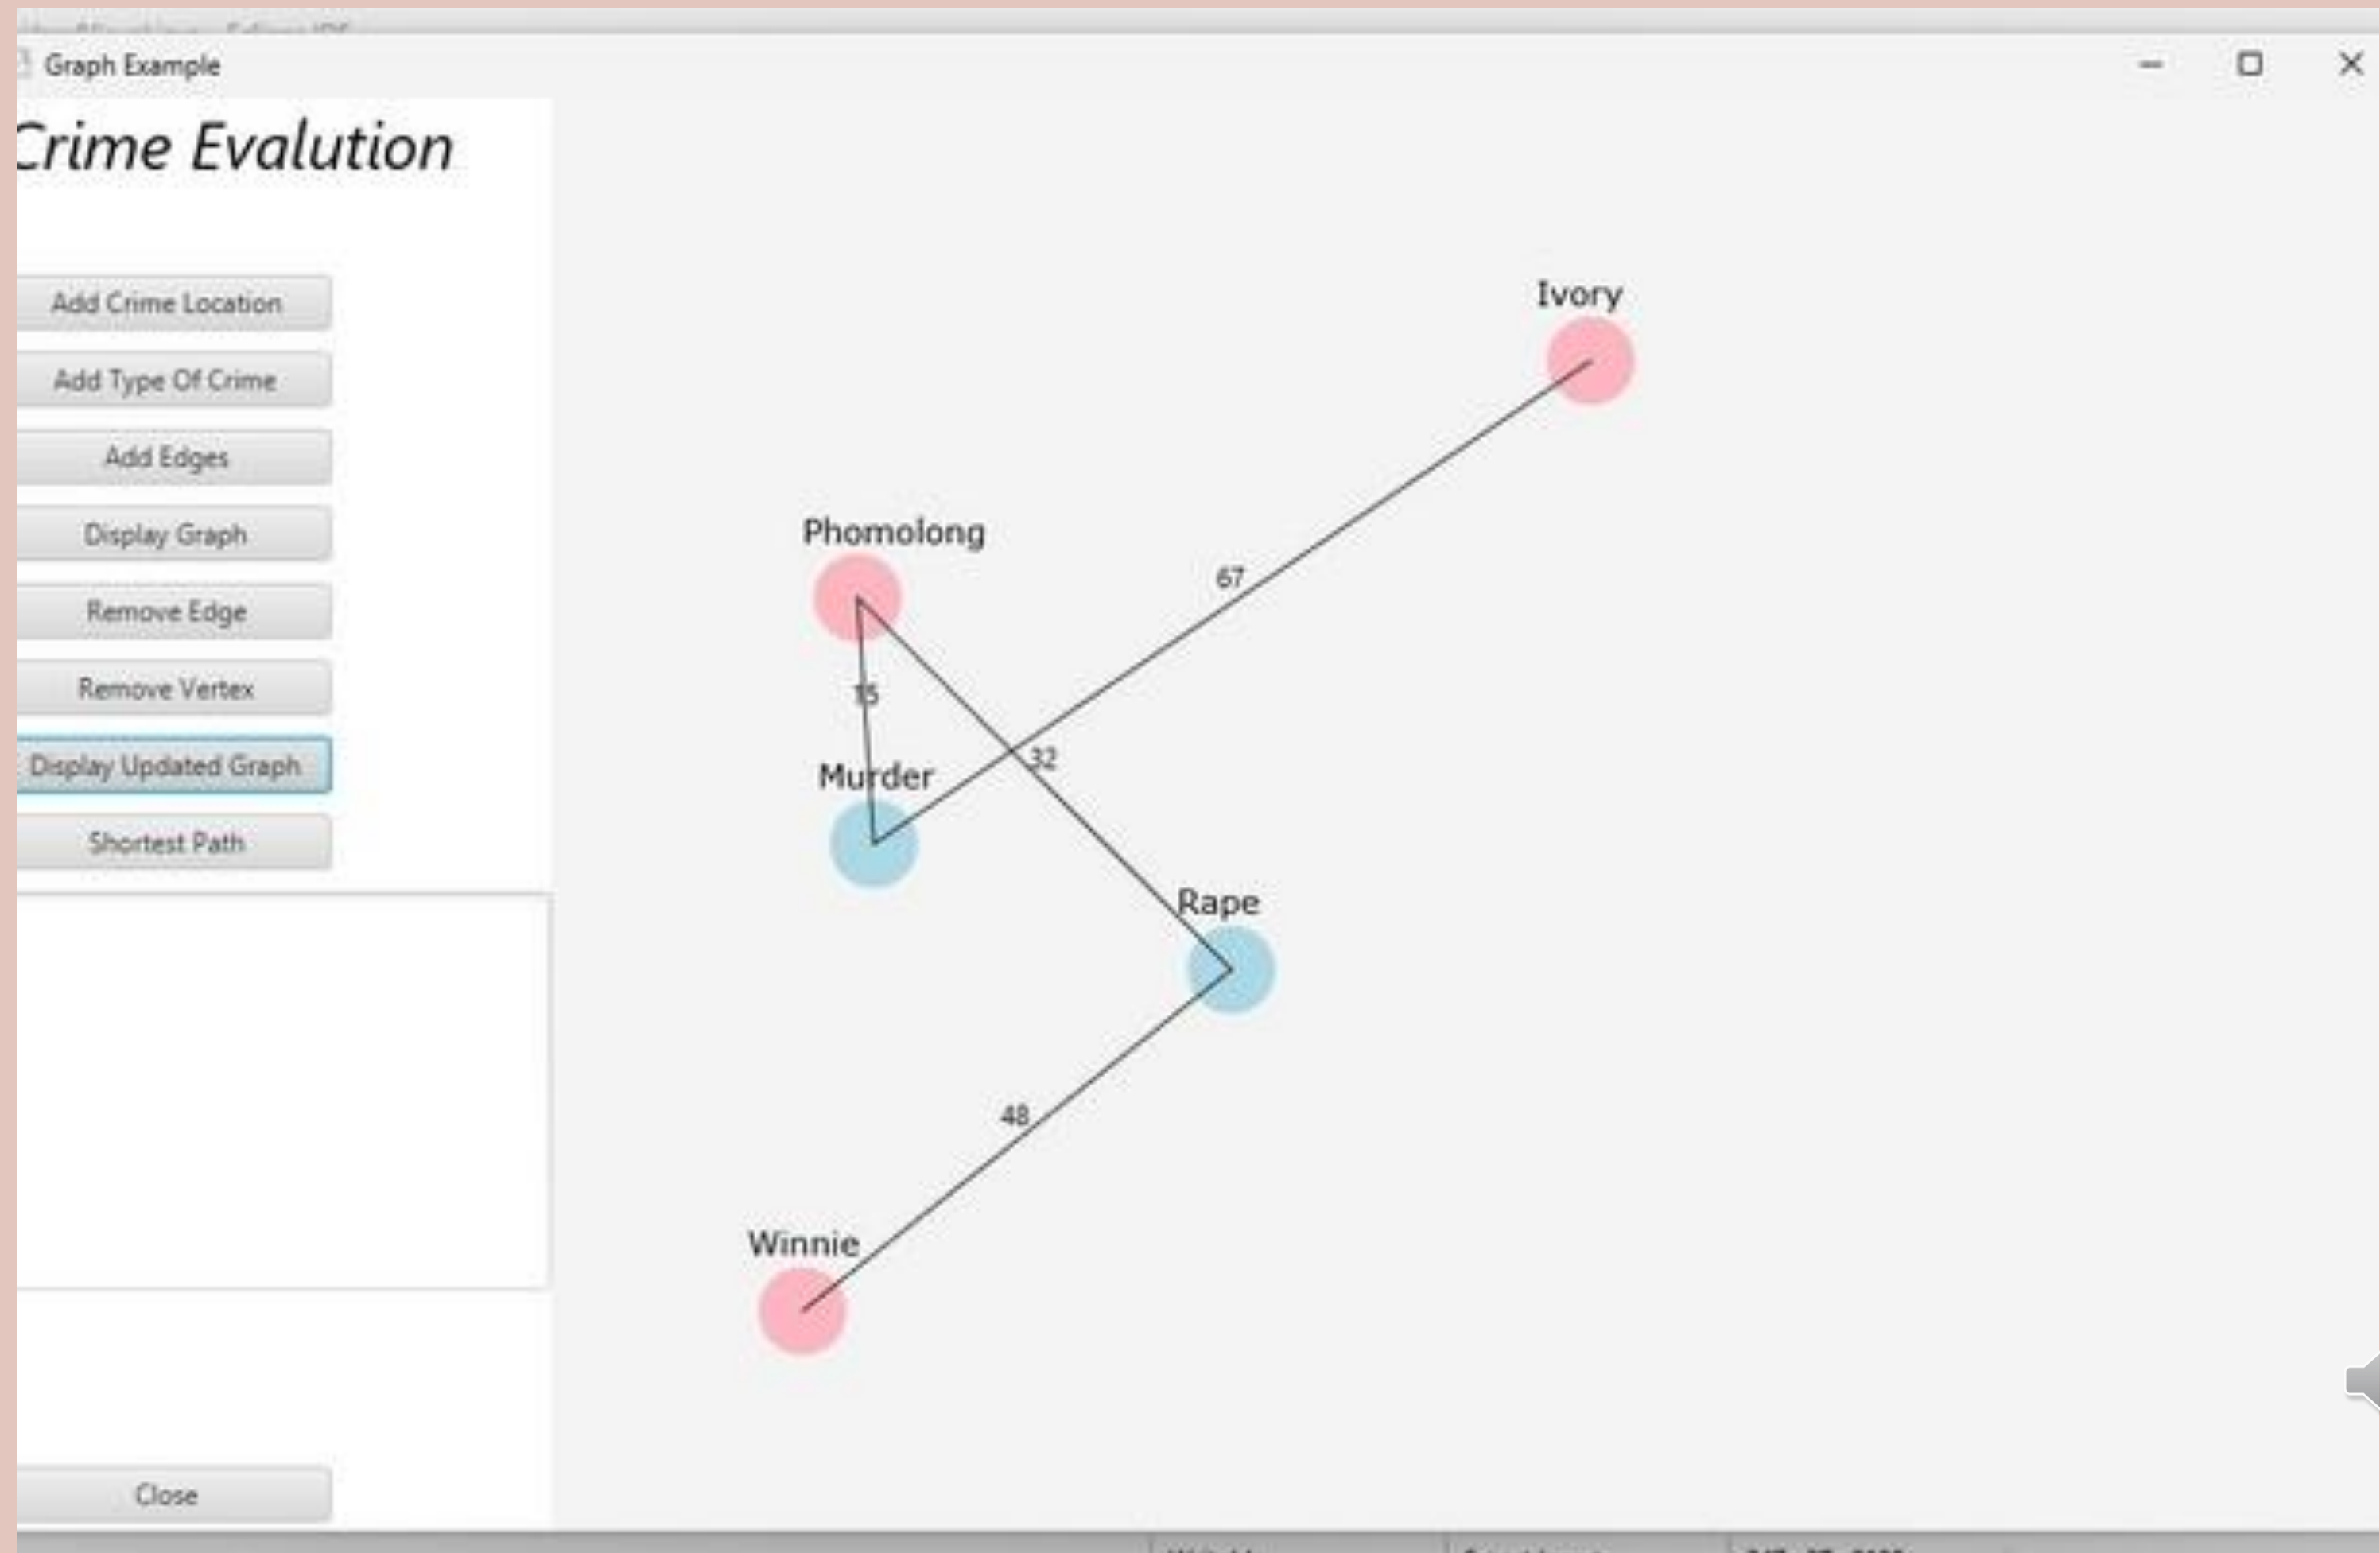 Graph Example
Crime Evalution
Add Crime Location
Add Type Of Crime
Add Edges
Display Graph
Remove Edge
Remove Vertex
Display Updated Graph
Shortest Path
Close
Ivory
Phomolong
67
15
32
Murder
Rape
48
Winnie